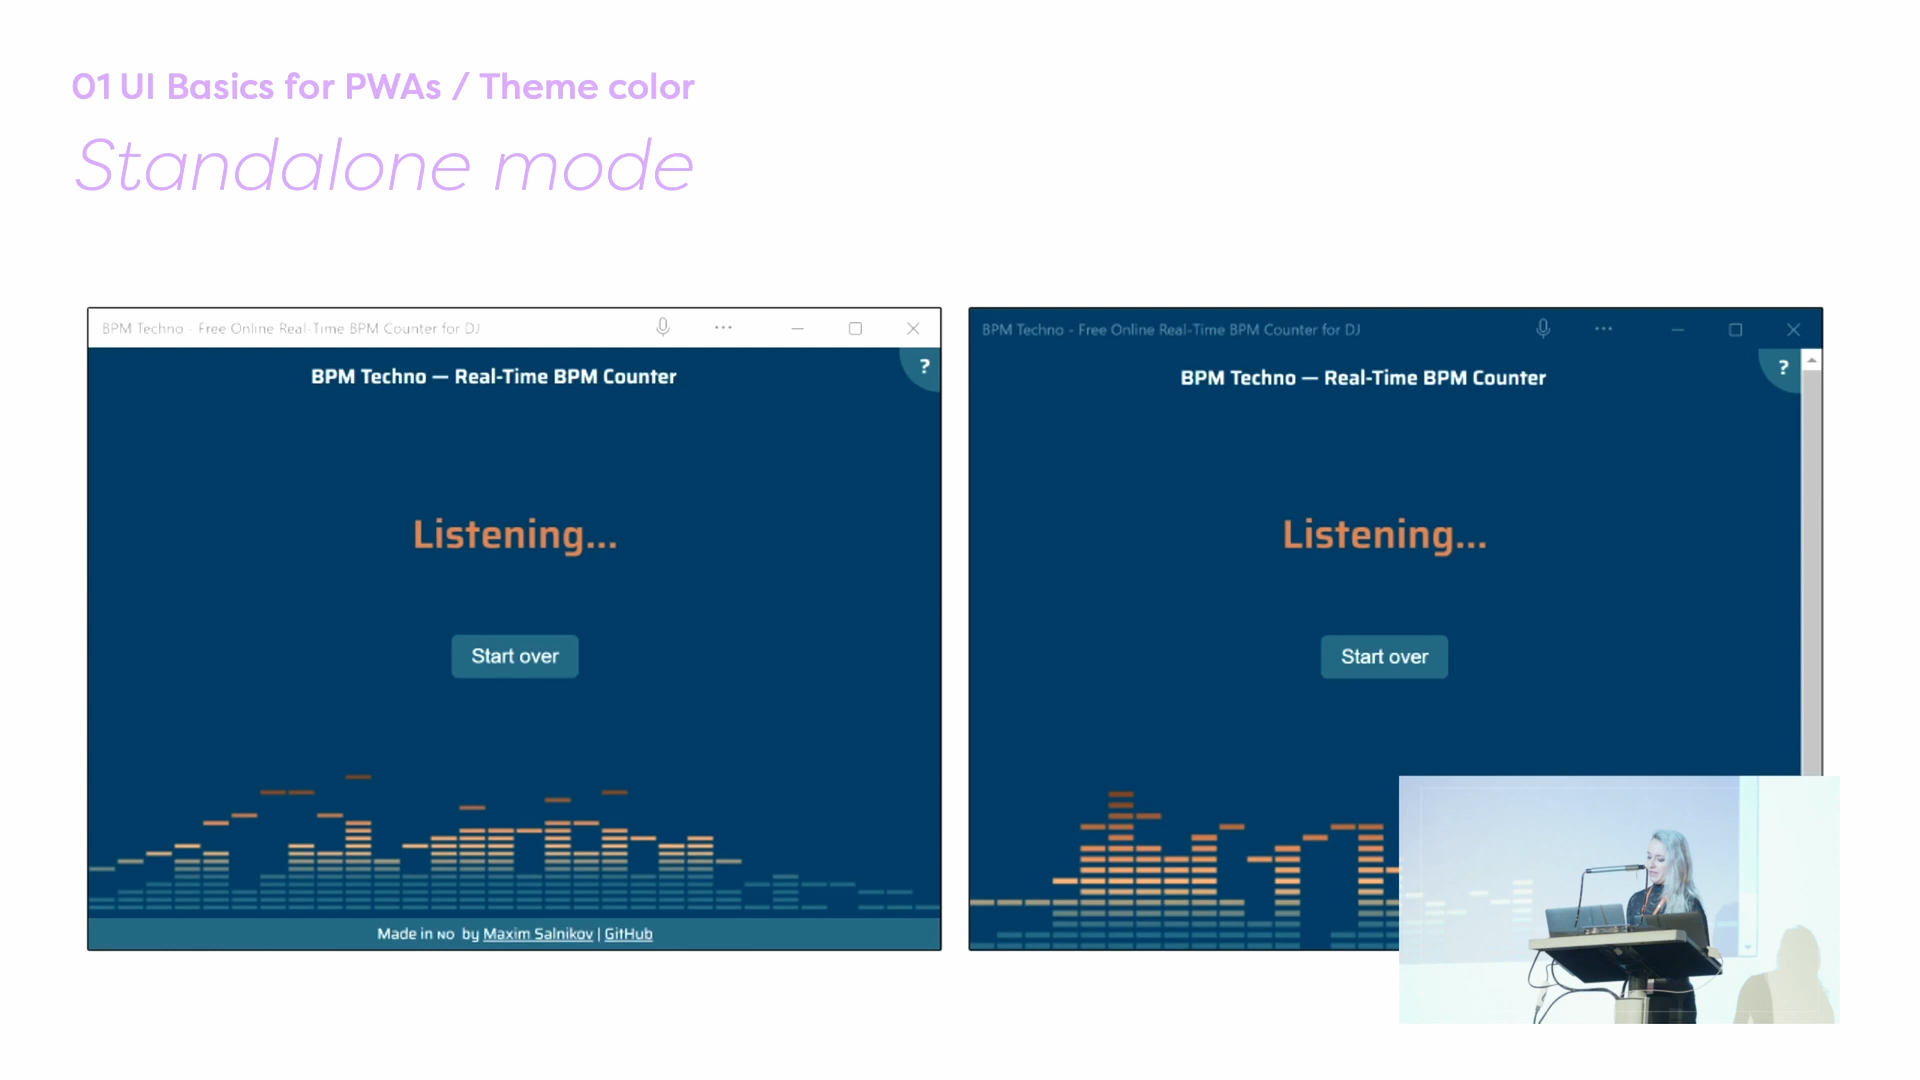 01 UI Basics for PWAs / Theme color
Standalone mode
BPM Techno - Free Online Real-Time BPM Counter for DJ
?
BPM Techno — Real-Time BPM Counter
Listening...
Start over
Made in NO by Maxim Salnikov | GitHub
BPM Techno - Free Online Real-Time BPM Counter for DJ
?
BPM Techno — Real-Time BPM Counter
Listening...
Start over